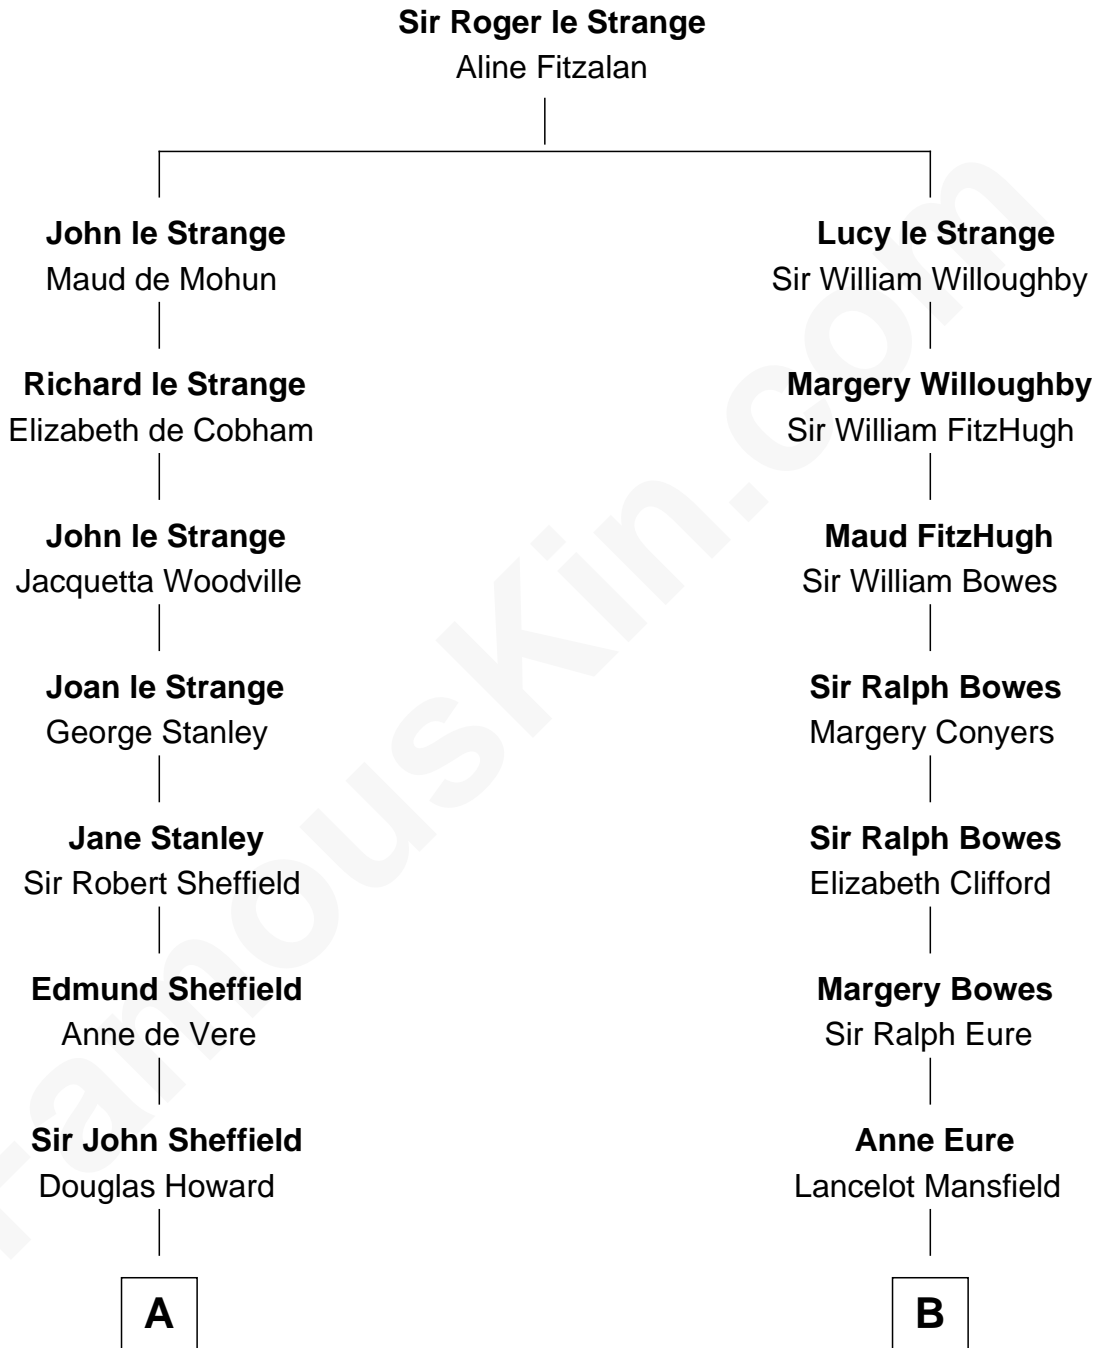 Sir Roger le Strange
Aline Fitzalan
John le Strange
Maud de Mohun
Lucy le Strange
Sir William Willoughby
Richard le Strange
Elizabeth de Cobham
Margery Willoughby
Sir William FitzHugh
John le Strange
Jacquetta Woodville
Maud FitzHugh
Sir William Bowes
Joan le Strange
George Stanley
Sir Ralph Bowes
Margery Conyers
Jane Stanley
Sir Robert Sheffield
Sir Ralph Bowes
Elizabeth Clifford
Edmund Sheffield
Anne de Vere
Margery Bowes
Sir Ralph Eure
Sir John Sheffield
Douglas Howard
Anne Eure
Lancelot Mansfield
A
B
FamousKin.com